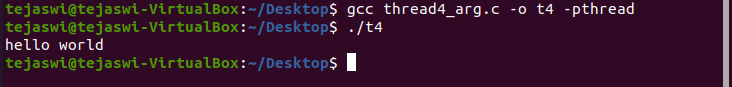 tejaswi@tejaswi-VirtualBox:~/Desktop$ gcc thread4_arg.c -o t4 -pthread
tejaswi@tejaswi-VirtualBox:~/Desktop$ ./t4
hello world
tejaswi@tejaswi-VirtualBox:~/Desktop$